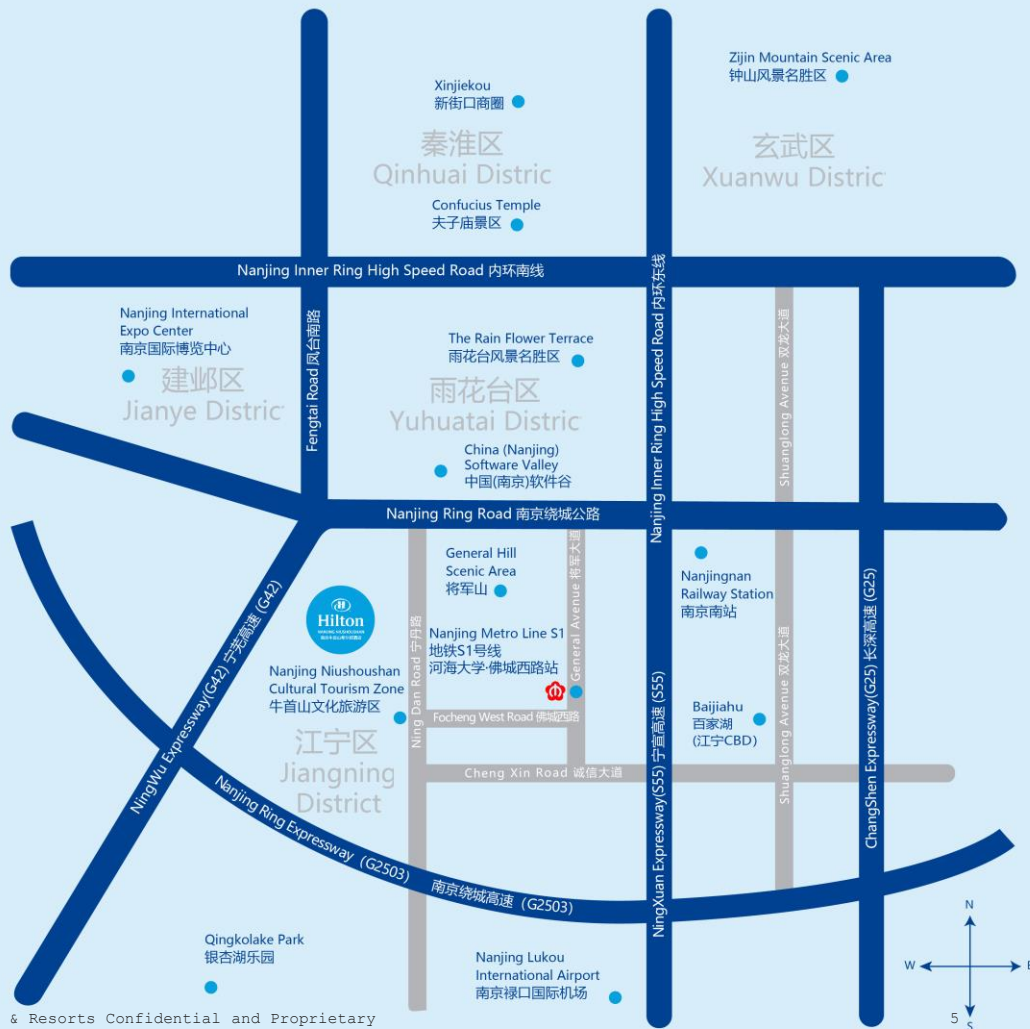 Zijin Mountain Scenic Area
钟山风景名胜区
Xinjiekou
新街口商圈
秦淮区
Qinhuai Distric
玄武区
Xuanwu Distric
Confucius Temple
夫子庙景区
Nanjing Inner Ring High Speed Road 内环南线
Nanjing Inner Ring High Speed Road 内环东线
Nanjing International
Expo Center
南京国际博览中心
Fengtai Road 凤台南路
The Rain Flower Terrace
雨花台风景名胜区
Shuanglong Avenue 双龙大道
建邺区
Jianye Distric
雨花台区
Yuhuatai Distric
China (Nanjing)
Software Valley
中国(南京)软件谷
Nanjing Ring Road 南京绕城公路
General Hill
Scenic Area
将军山
General Avenue 将军大道
Nanjingnan
Railway Station
南京南站
ChangShen Expressway(G25) 长深高速 (G25)
Hilton
NANJING NIUSHOUSHAN
Ning Dan Road 宁丹路
Nanjing Metro Line S1
地铁S1号线
河海大学·佛城西路站
Nanjing Niushoushan
Cultural Tourism Zone
牛首山文化旅游区
Focheng West Road 佛城西路
Baijiahu
百家湖
(江宁CBD)
NingWu Expressway(G42) 宁芜高速 (G42)
江宁区
Jiangning
District
Cheng Xin Road 诚信大道
Shuanglong Avenue 双龙大道
NingXuan Expressway(S55) 宁宣高速 (S55)
Nanjing Ring Expressway (G2503) 南京绕城高速 (G2503)
Qingkolake Park
银杏湖乐园
Nanjing Lukou
International Airport
南京禄口国际机场
N
W
E
S
& Resorts Confidential and Proprietary
5